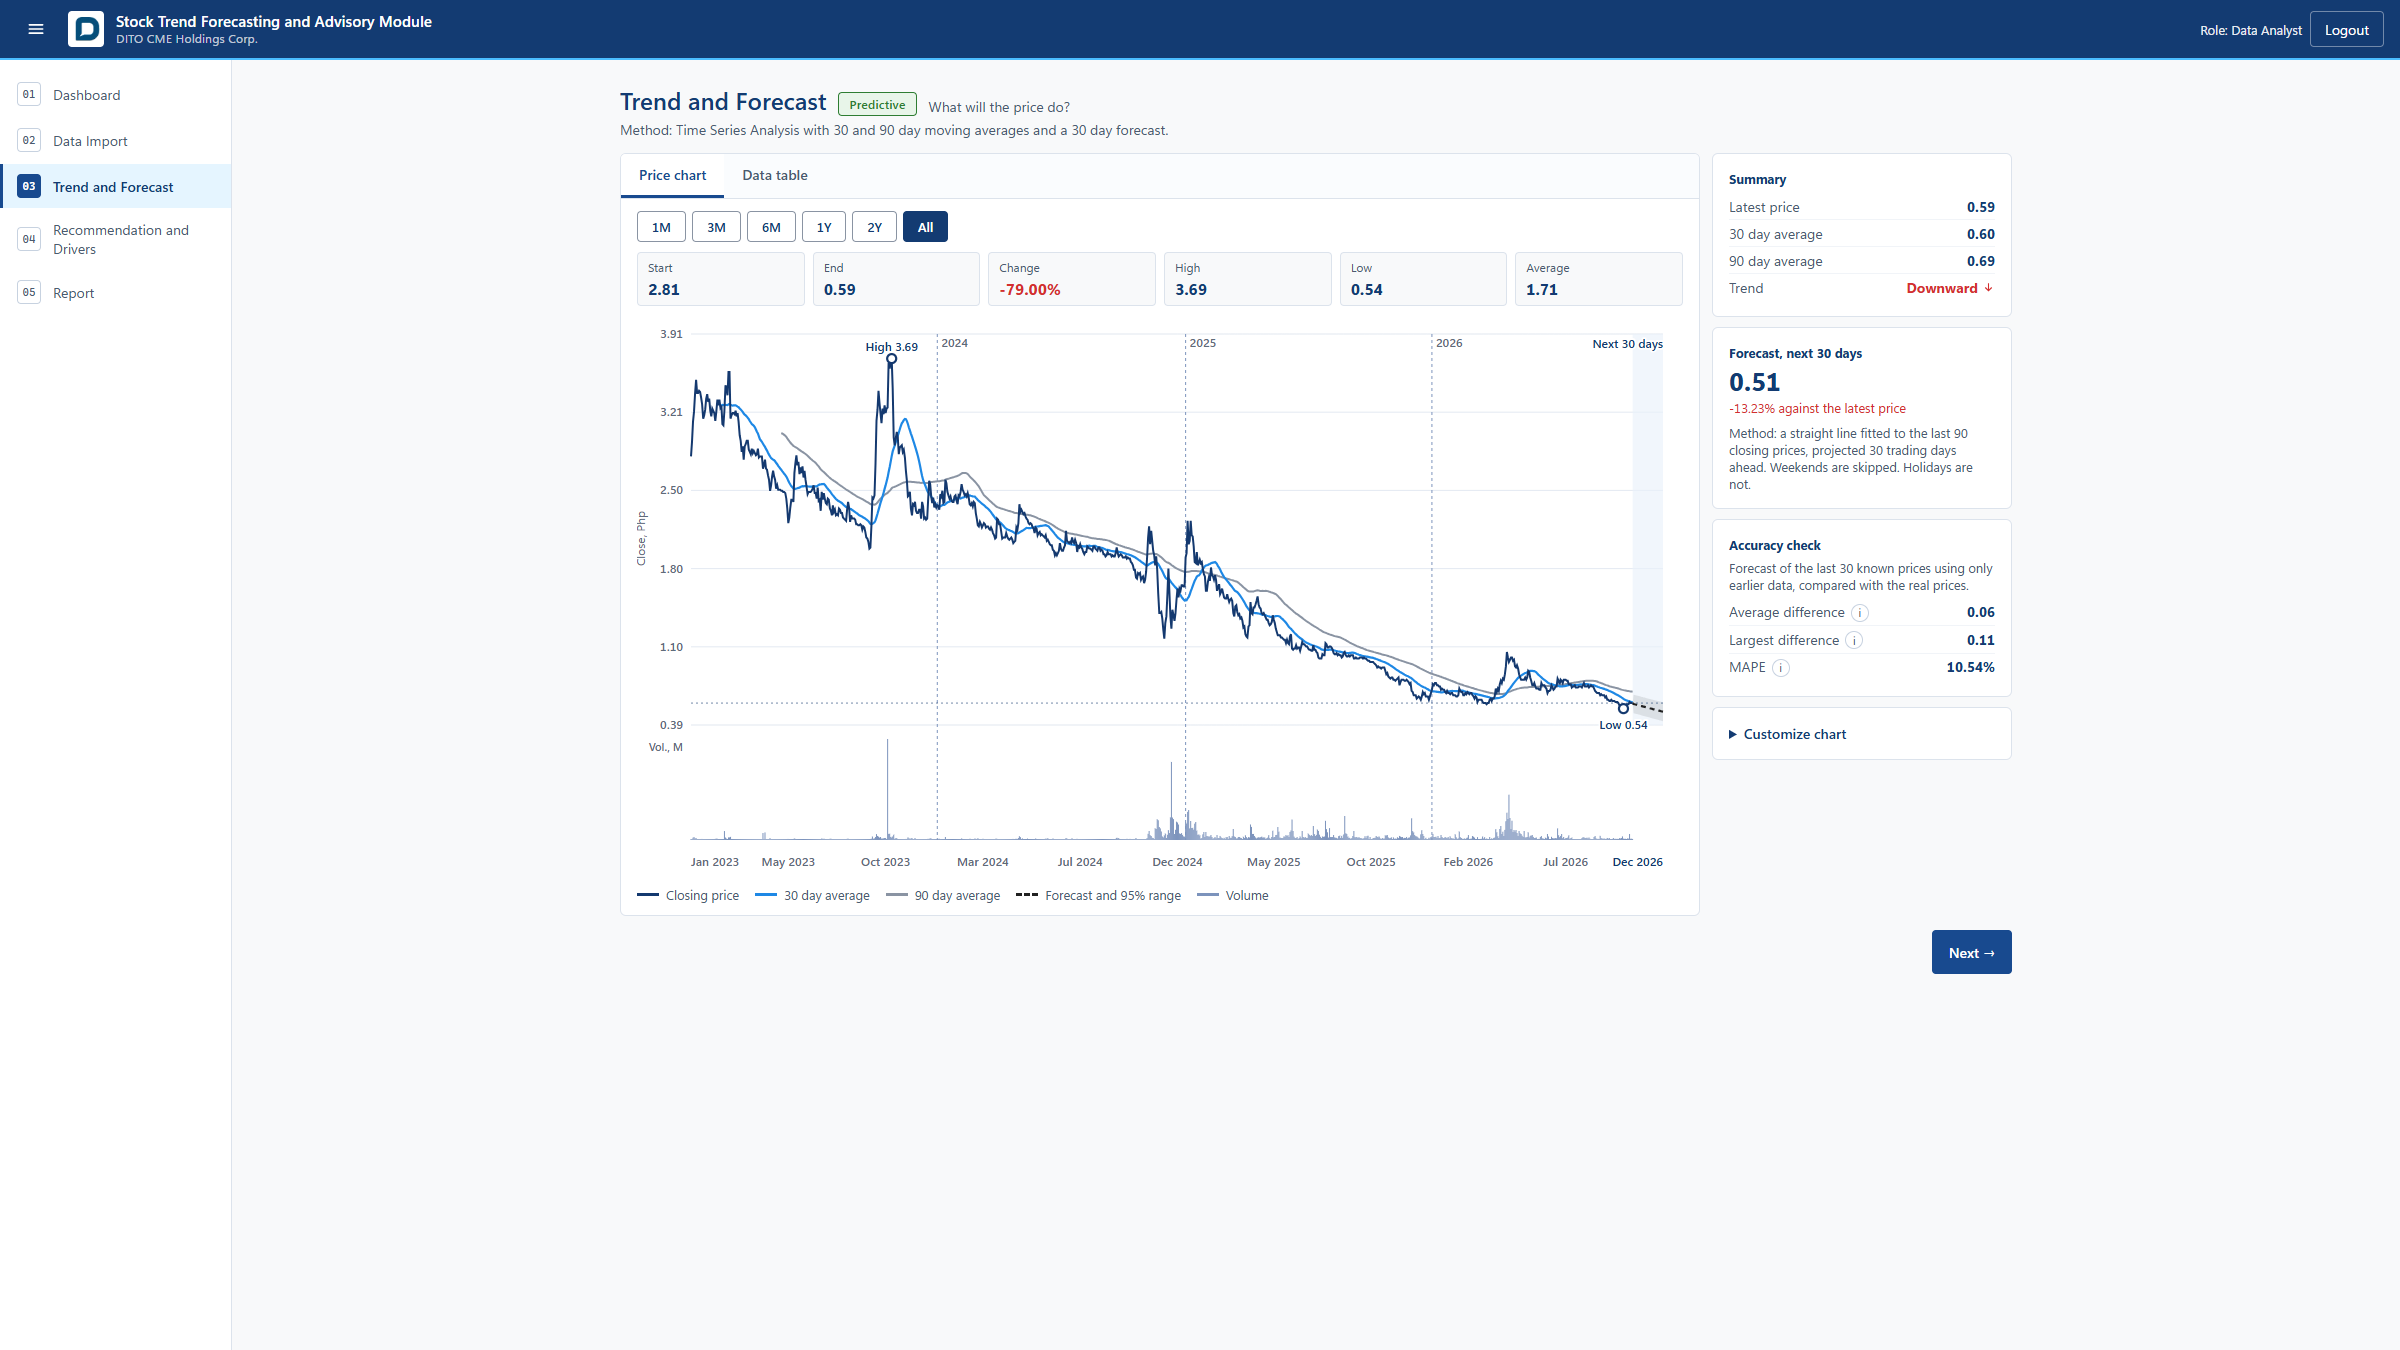 Stock Trend Forecasting and Advisory Module
DITO CME Holdings Corp.
Role: Data Analyst
Logout
01 Dashboard
02 Data Import
03 Trend and Forecast
04 Recommendation and
Drivers
05 Report
Trend and Forecast Predictive What will the price do?
Method: Time Series Analysis with 30 and 90 day moving averages and a 30 day forecast.
Price chart Data table
1M 3M 6M 1Y 2Y All
Start
2.81
End
0.59
Change
-79.00%
High
3.69
Low
0.54
Average
1.71
3.91
3.21
2.50
1.80
1.10
0.39
Close, Php
Vol., M
High 3.69
2024
2025
2026
Next 30 days
Low 0.54
Jan 2023 May 2023 Oct 2023 Mar 2024 Jul 2024 Dec 2024 May 2025 Oct 2025 Feb 2026 Jul 2026 Dec 2026
Closing price 30 day average 90 day average Forecast and 95% range Volume
Summary
Latest price 0.59
30 day average 0.60
90 day average 0.69
Trend Downward ↓
Forecast, next 30 days
0.51
-13.23% against the latest price
Method: a straight line fitted to the last 90
closing prices, projected 30 trading days
ahead. Weekends are skipped. Holidays are
not.
Accuracy check
Forecast of the last 30 known prices using only
earlier data, compared with the real prices.
Average difference i 0.06
Largest difference i 0.11
MAPE i 10.54%
▶ Customize chart
Next →